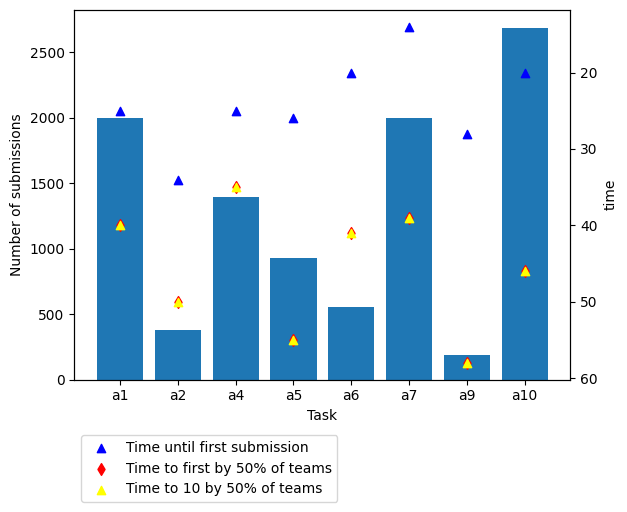 2500
2000
1500
1000
500
0
Number of submissions
20
30
40
50
60
time
a1 a2 a4 a5 a6 a7 a9 a10
Task
Time until first submission
Time to first by 50% of teams
Time to 10 by 50% of teams